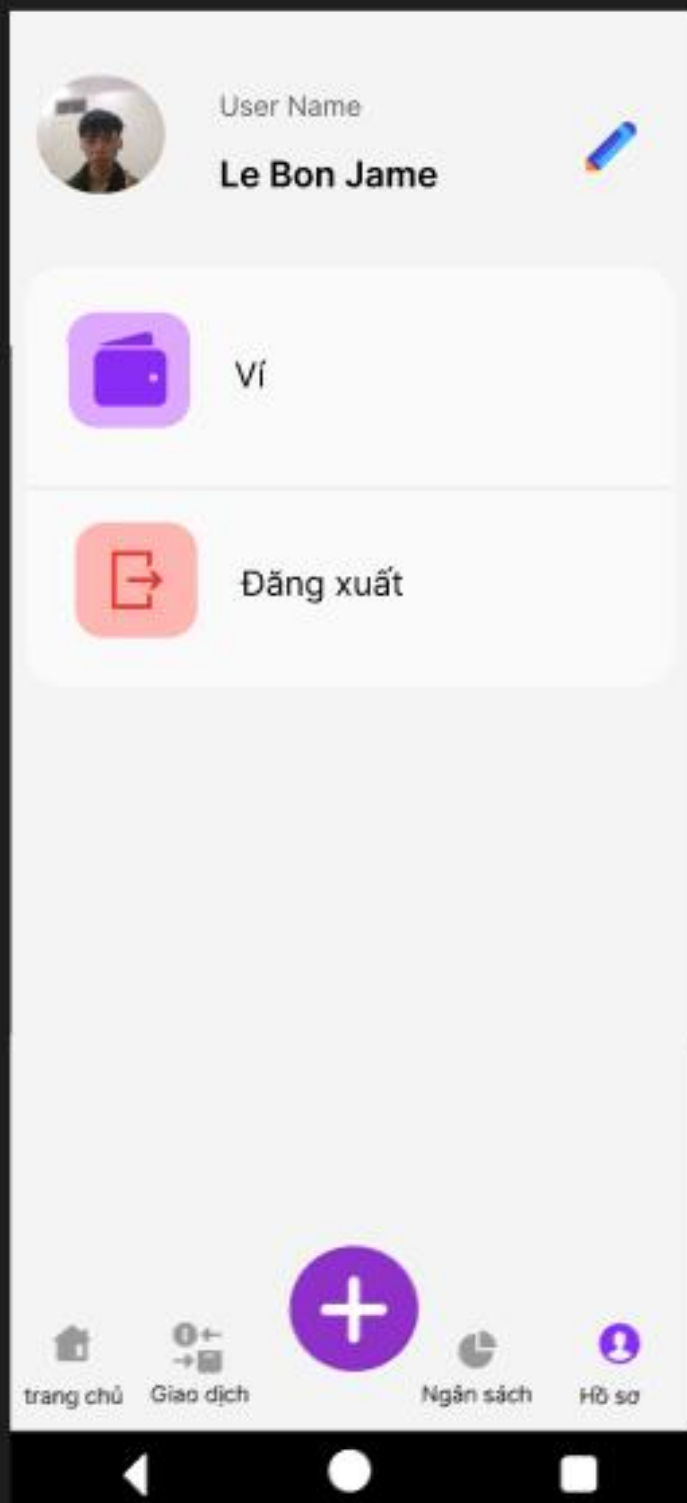 User Name
Le Bon Jame
Ví
Đăng xuất
trang chủ
Giao dịch
Ngân sách
Hồ sơ